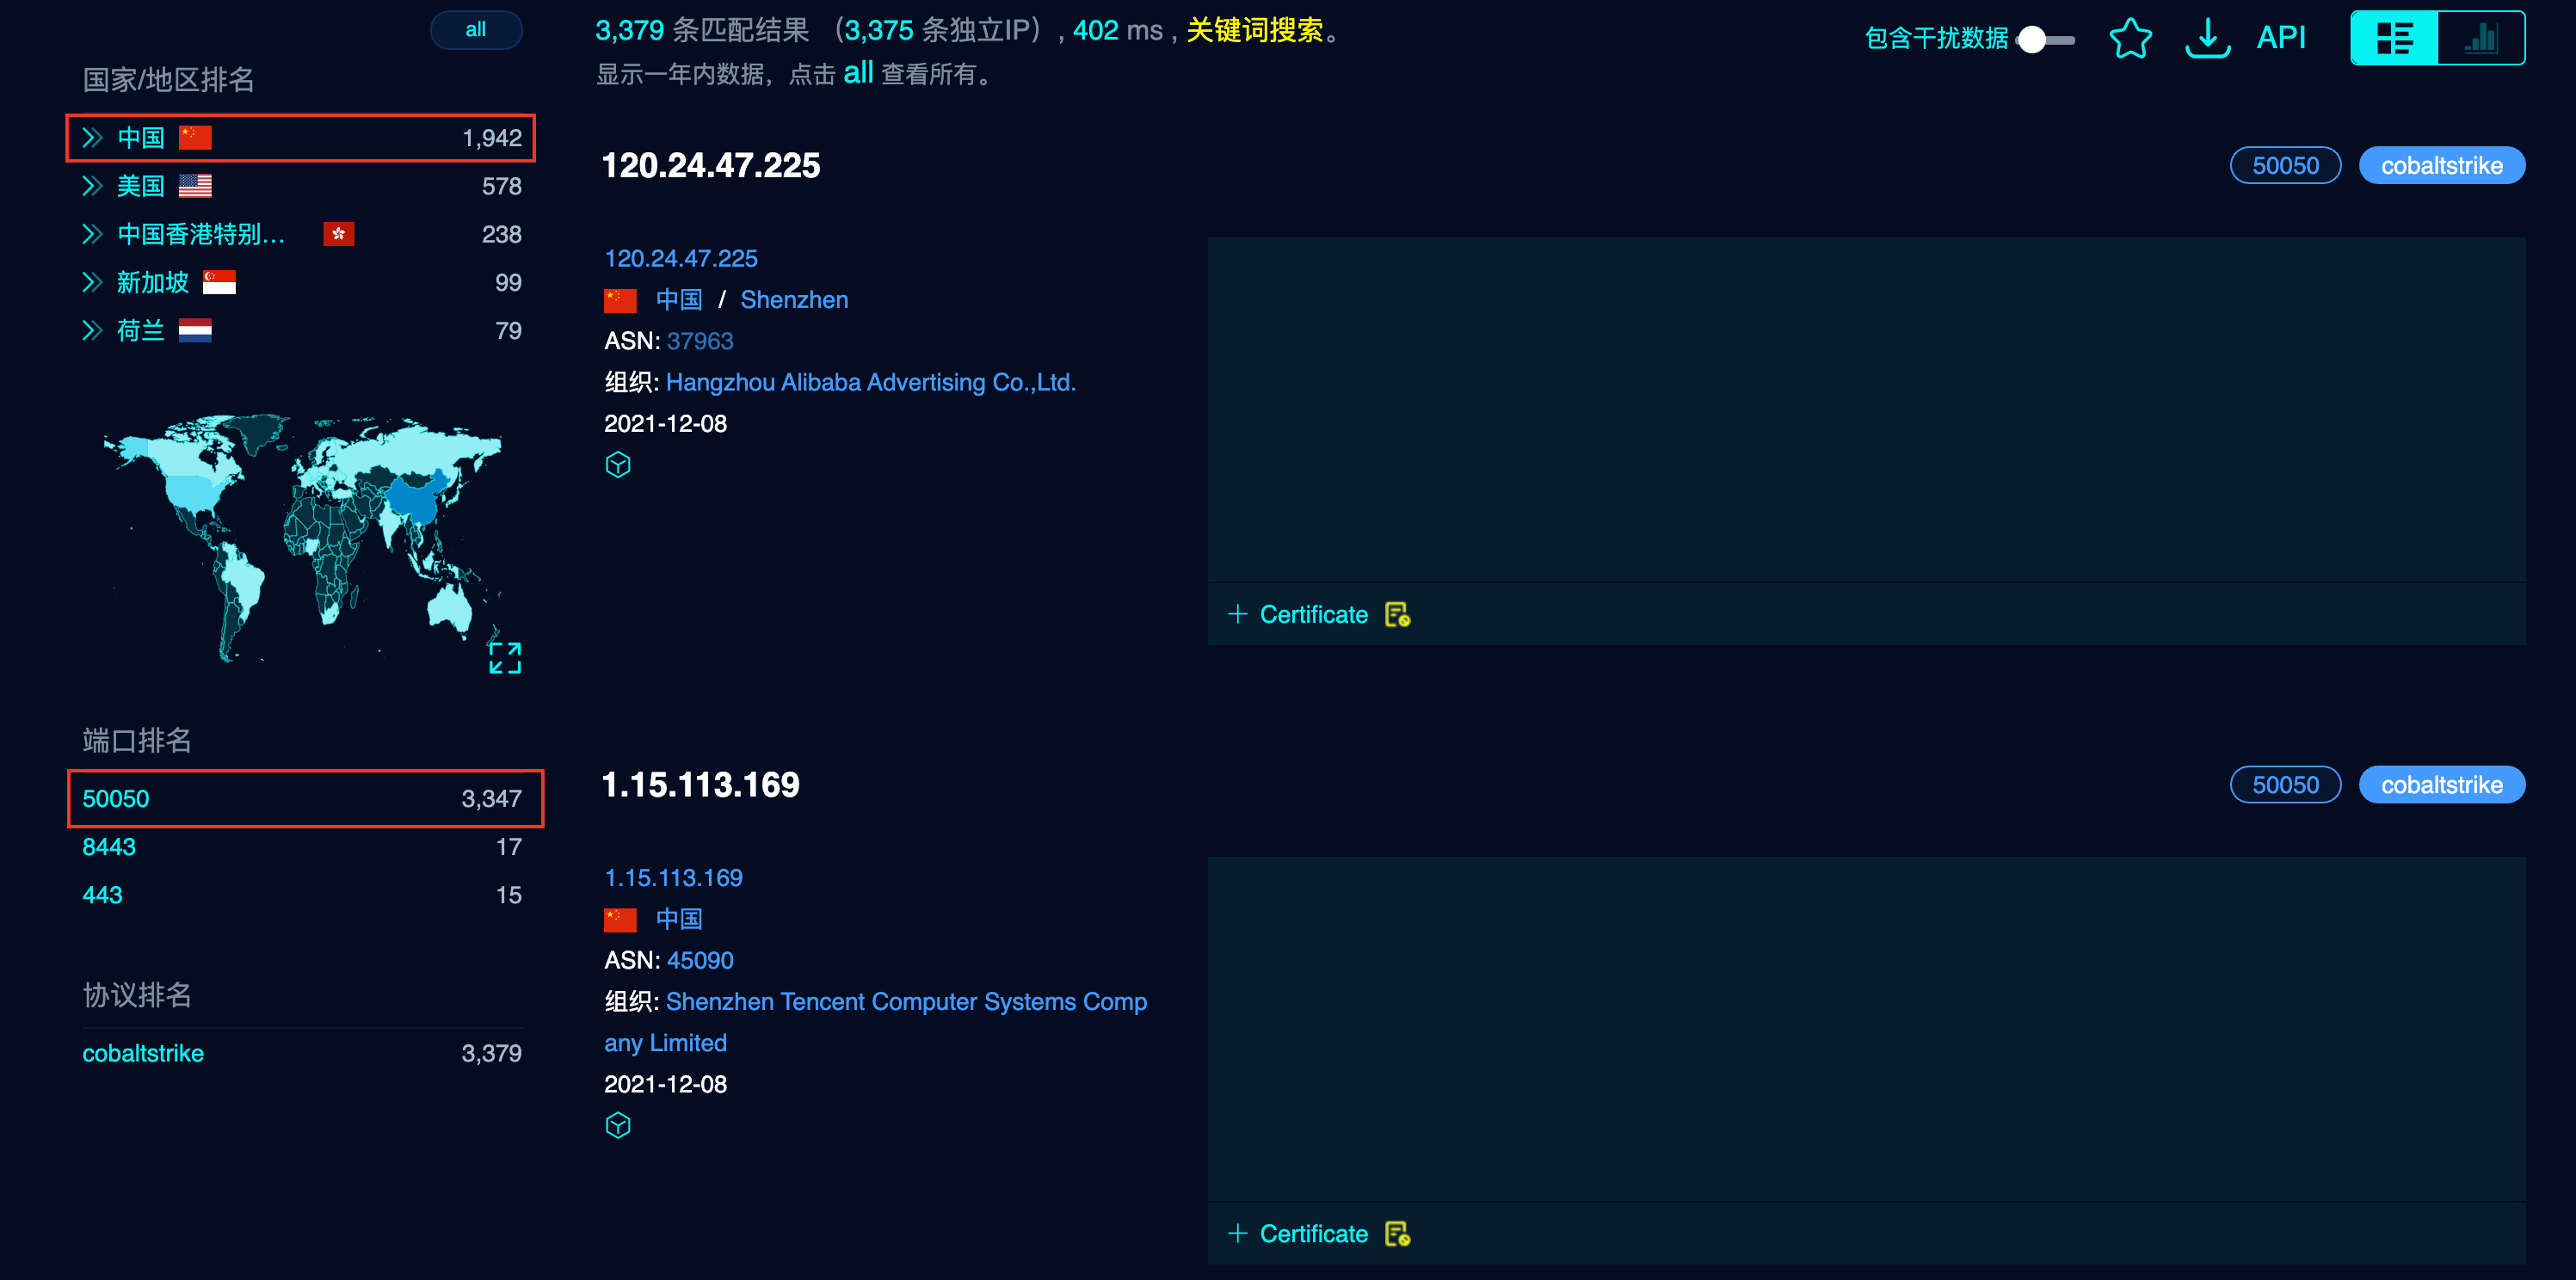 all
国家/地区排名
中国 1,942
美国 578
中国香港特别... 238
新加坡 99
荷兰 79
端口排名
50050 3,347
8443 17
443 15
协议排名
cobaltstrike 3,379
3,379 条匹配结果 （3,375 条独立IP）, 402 ms , 关键词搜索。
显示一年内数据，点击 all 查看所有。
包含干扰数据 API
120.24.47.225 50050 cobaltstrike
120.24.47.225
中国 / Shenzhen
ASN: 37963
组织: Hangzhou Alibaba Advertising Co.,Ltd.
2021-12-08
+ Certificate
1.15.113.169 50050 cobaltstrike
1.15.113.169
中国
ASN: 45090
组织: Shenzhen Tencent Computer Systems Comp
any Limited
2021-12-08
+ Certificate